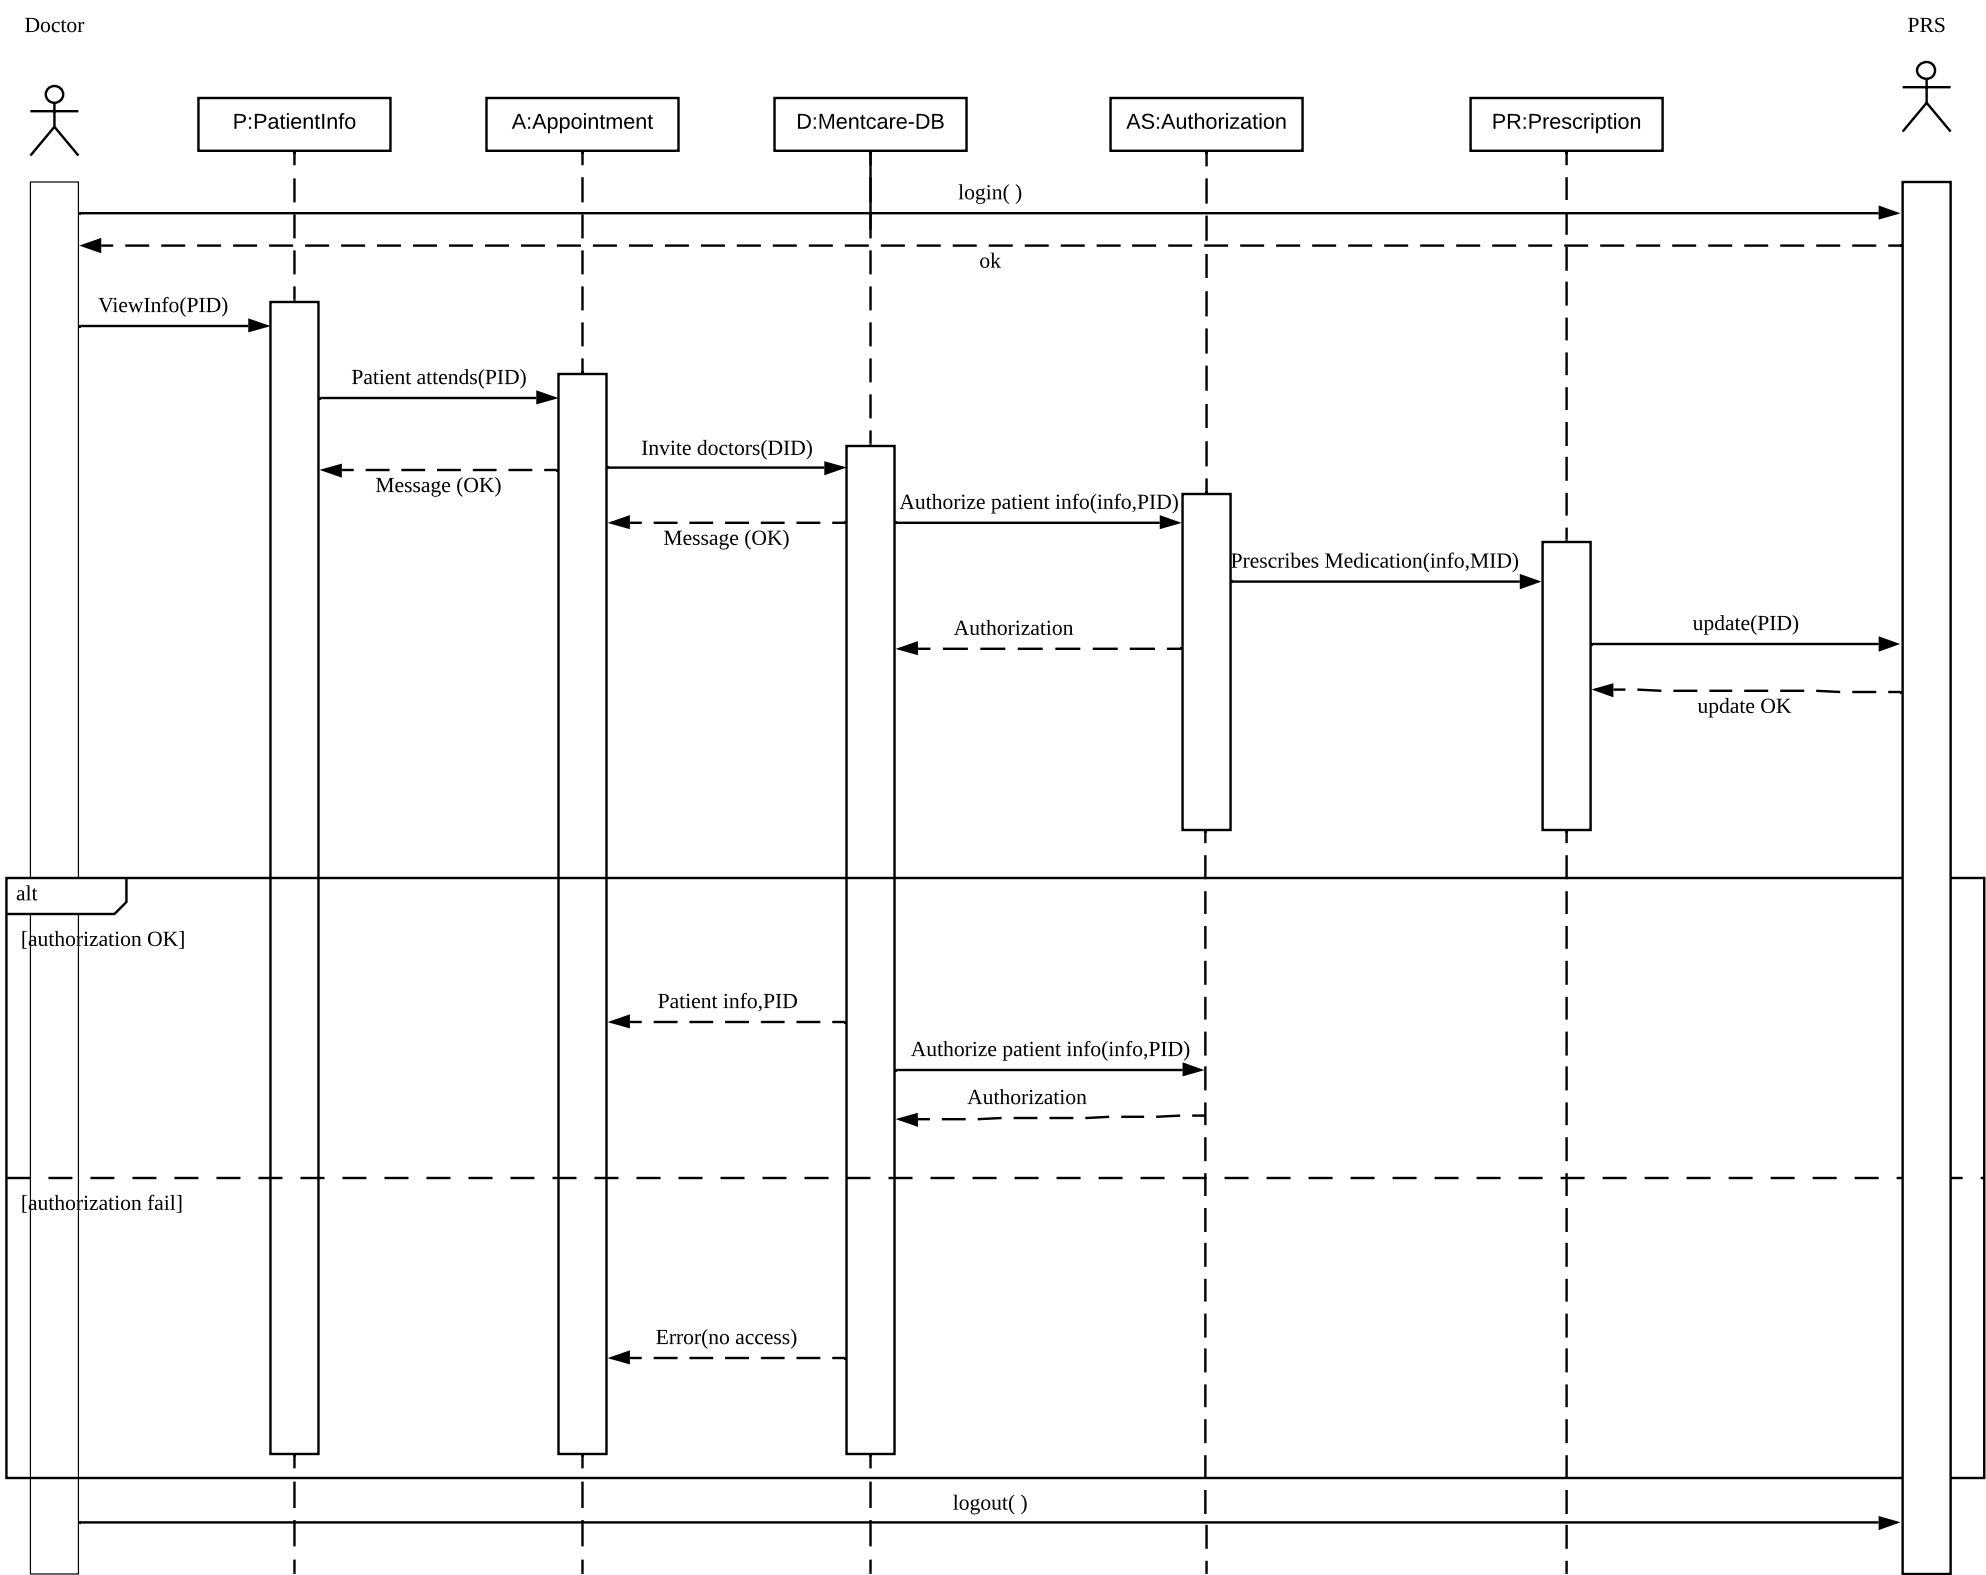 Doctor
PRS
P:PatientInfo
A:Appointment
D:Mentcare-DB
AS:Authorization
PR:Prescription
login( )
ok
ViewInfo(PID)
Patient attends(PID)
Invite doctors(DID)
Message (OK)
Authorize patient info(info,PID)
Message (OK)
Prescribes Medication(info,MID)
Authorization
update(PID)
update OK
alt
[authorization OK]
Patient info,PID
Authorize patient info(info,PID)
Authorization
[authorization fail]
Error(no access)
logout( )